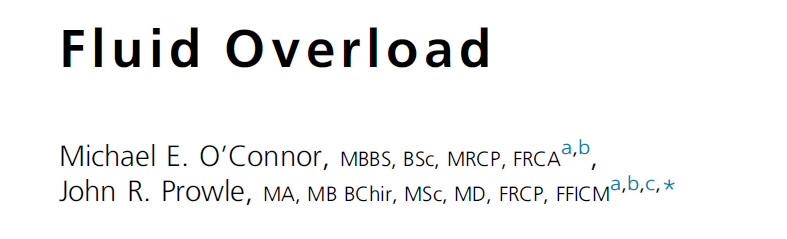 Fluid Overload
Michael E. O'Connor, MBBS, BSc, MRCP, FRCAa,b,
John R. Prowle, MA, MB BChir, MSc, MD, FRCP, FFICMa,b,c,*